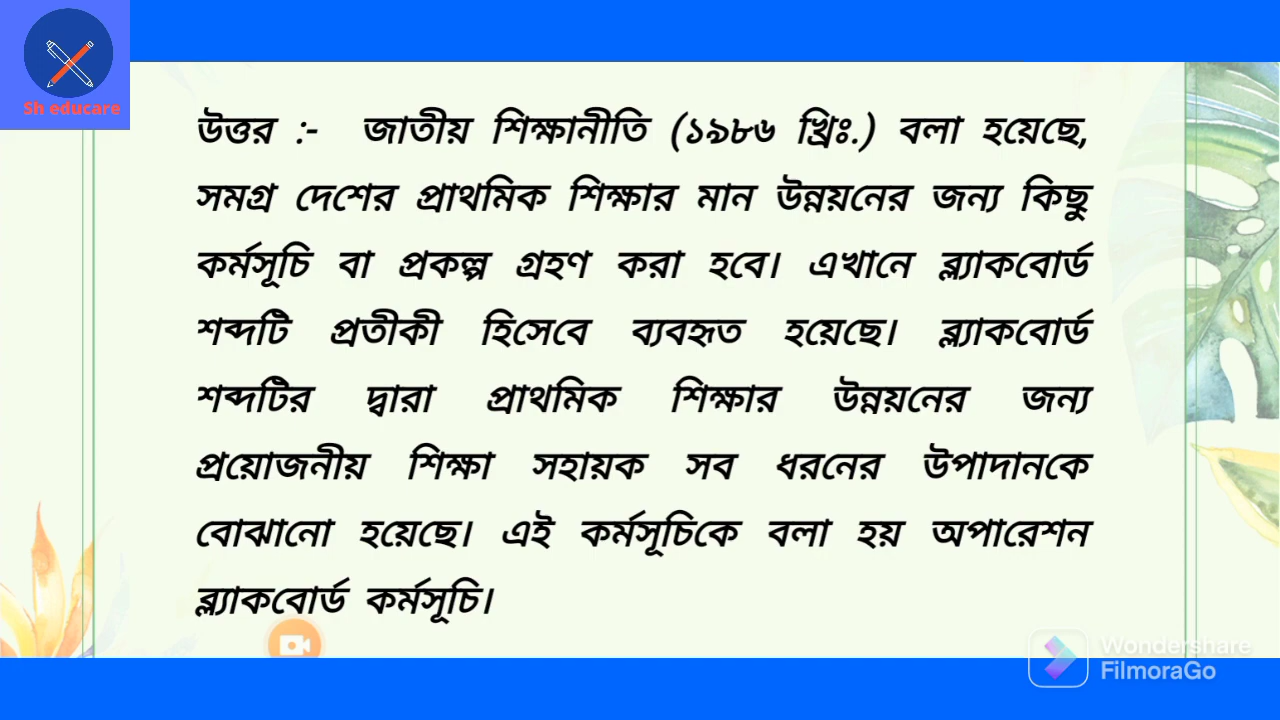 Sh educare
উত্তর :- জাতীয় শিক্ষানীতি (১৯৮৬ খ্রিঃ.) বলা হয়েছে,
সমগ্র দেশের প্রাথমিক শিক্ষার মান উন্নয়নের জন্য কিছু
কর্মসূচি বা প্রকল্প গ্রহণ করা হবে। এখানে ব্ল্যাকবোর্ড
শব্দটি প্রতীকী হিসেবে ব্যবহৃত হয়েছে। ব্ল্যাকবোর্ড
শব্দটির দ্বারা প্রাথমিক শিক্ষার উন্নয়নের জন্য
প্রয়োজনীয় শিক্ষা সহায়ক সব ধরনের উপাদানকে
বোঝানো হয়েছে। এই কর্মসূচিকে বলা হয় অপারেশন
ব্ল্যাকবোর্ড কর্মসূচি।
Wondershare
FilmoraGo